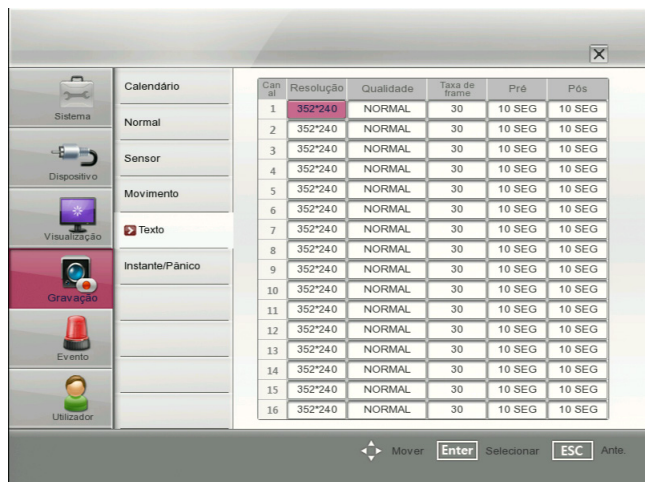 Sistema
Dispositivo
Visualização
Gravação
Evento
Utilizador
Calendário
Normal
Sensor
Movimento
Texto
Instante/Pânico
Can al Resolução Qualidade Taxa de frame Pré Pós
1 352*240 NORMAL 30 10 SEG 10 SEG
2 352*240 NORMAL 30 10 SEG 10 SEG
3 352*240 NORMAL 30 10 SEG 10 SEG
4 352*240 NORMAL 30 10 SEG 10 SEG
5 352*240 NORMAL 30 10 SEG 10 SEG
6 352*240 NORMAL 30 10 SEG 10 SEG
7 352*240 NORMAL 30 10 SEG 10 SEG
8 352*240 NORMAL 30 10 SEG 10 SEG
9 352*240 NORMAL 30 10 SEG 10 SEG
10 352*240 NORMAL 30 10 SEG 10 SEG
11 352*240 NORMAL 30 10 SEG 10 SEG
12 352*240 NORMAL 30 10 SEG 10 SEG
13 352*240 NORMAL 30 10 SEG 10 SEG
14 352*240 NORMAL 30 10 SEG 10 SEG
15 352*240 NORMAL 30 10 SEG 10 SEG
16 352*240 NORMAL 30 10 SEG 10 SEG
Mover Enter Selecionar ESC Ante.